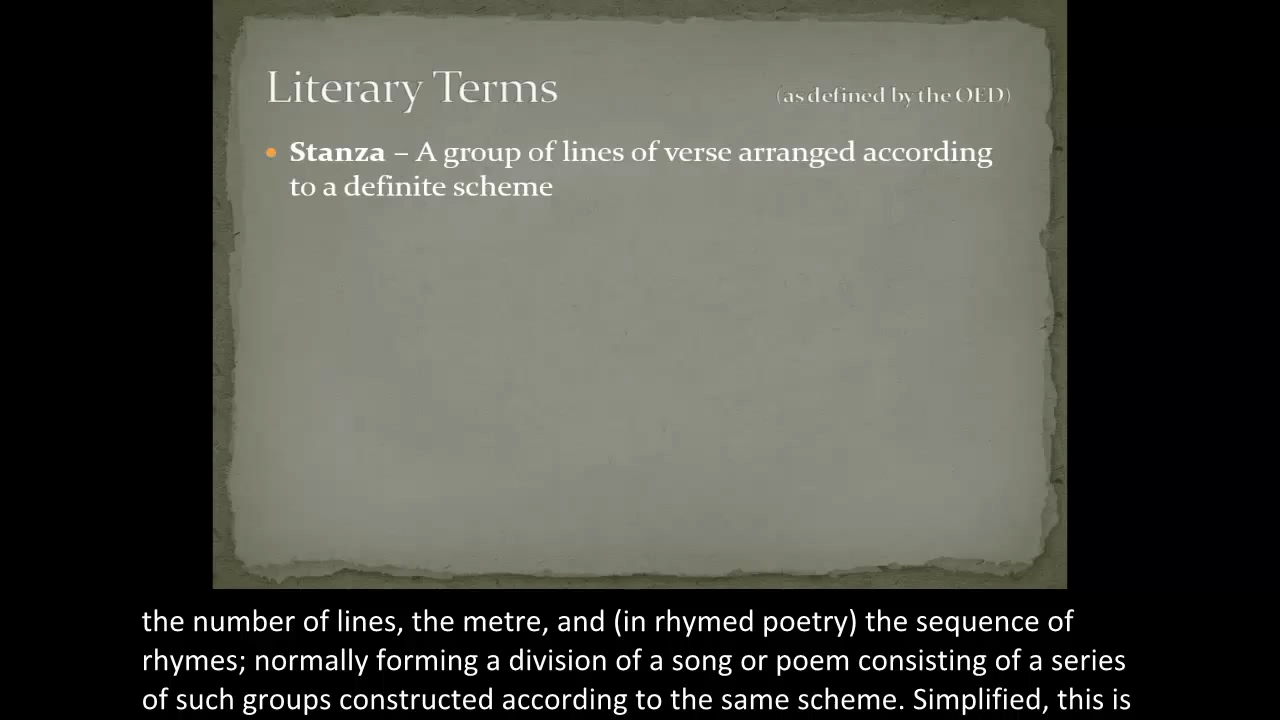 Literary Terms (as defined by the OED)
• Stanza – A group of lines of verse arranged according
to a definite scheme
the number of lines, the metre, and (in rhymed poetry) the sequence of
rhymes; normally forming a division of a song or poem consisting of a series
of such groups constructed according to the same scheme. Simplified, this is